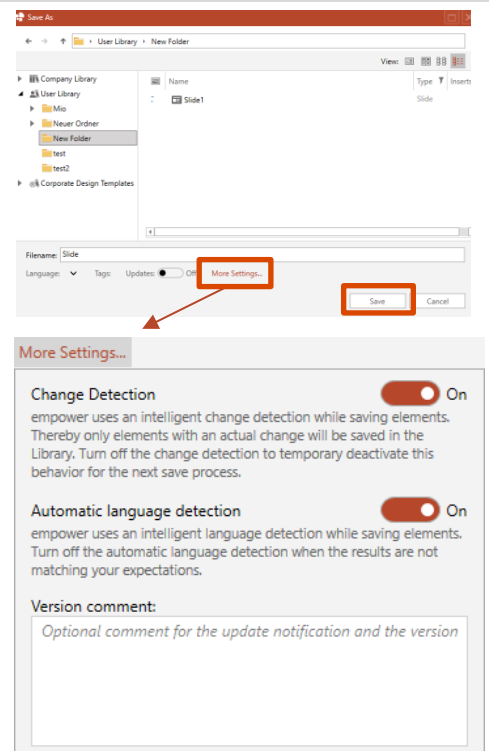 Save As
User Library › New Folder
View:
Company Library
Name
Type
Inserts
User Library
Slide1
Slide
Mio
Neuer Ordner
New Folder
test
test2
Corporate Design Templates
Filename: Slide
Language: Tags: Updates: Off More Settings...
Save Cancel
More Settings...
Change Detection On
empower uses an intelligent change detection while saving elements.
Thereby only elements with an actual change will be saved in the
Library. Turn off the change detection to temporary deactivate this
behavior for the next save process.
Automatic language detection On
empower uses an intelligent language detection while saving elements.
Turn off the automatic language detection when the results are not
matching your expectations.
Version comment:
Optional comment for the update notification and the version